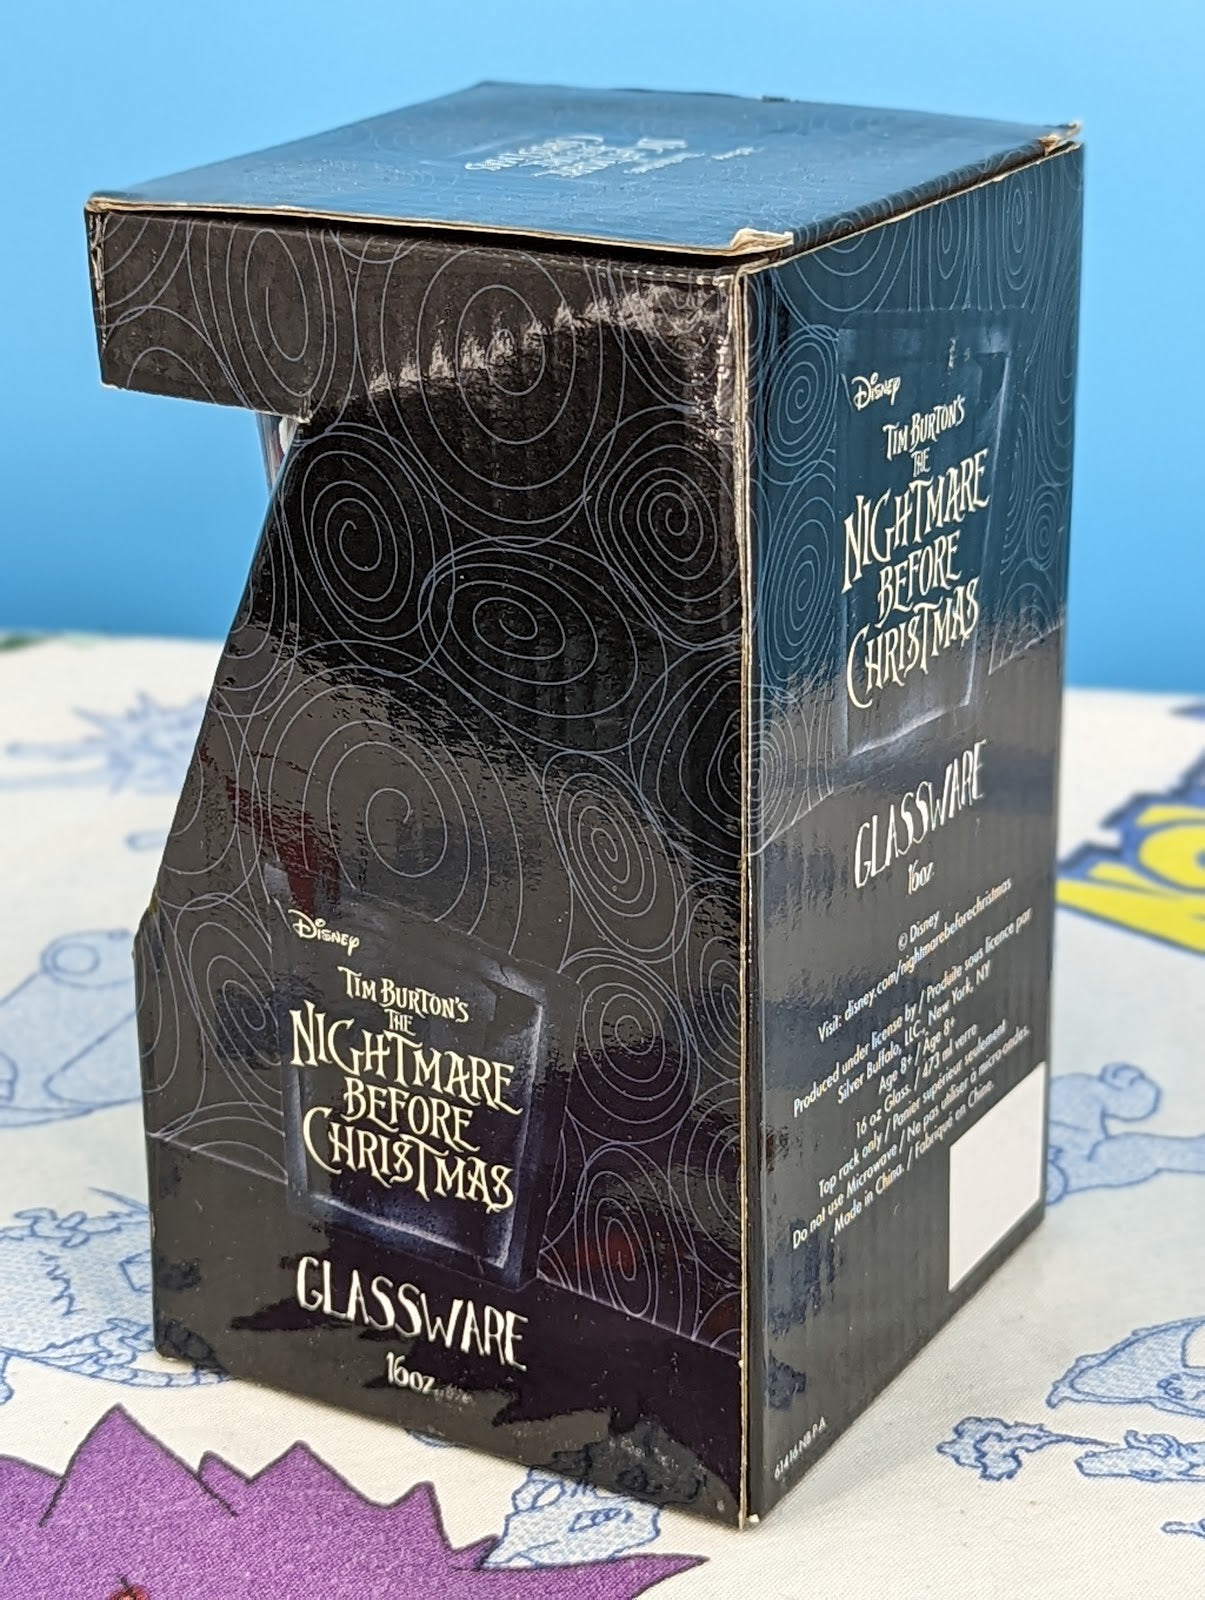 Disney
TIM BURTON'S
THE
NIGHTMARE
BEFORE
CHRISTMAS
GLASSWARE
16oz.
Disney
TIM BURTON'S
THE
NIGHTMARE
BEFORE
CHRISTMAS
GLASSWARE
16oz.
© Disney
Visit: disney.com/nightmarebeforechristmas
Produced under license by / Produite sous licence par
Silver Buffalo, LLC, New York, NY
Age 8+ / Âge 8+
16 oz Glass. / 473 ml verre
Top rack only / Panier supérieur seulement
Do not use Microwave / Ne pas utiliser à micro-ondes.
Made in China. / Fabriqué en Chine.